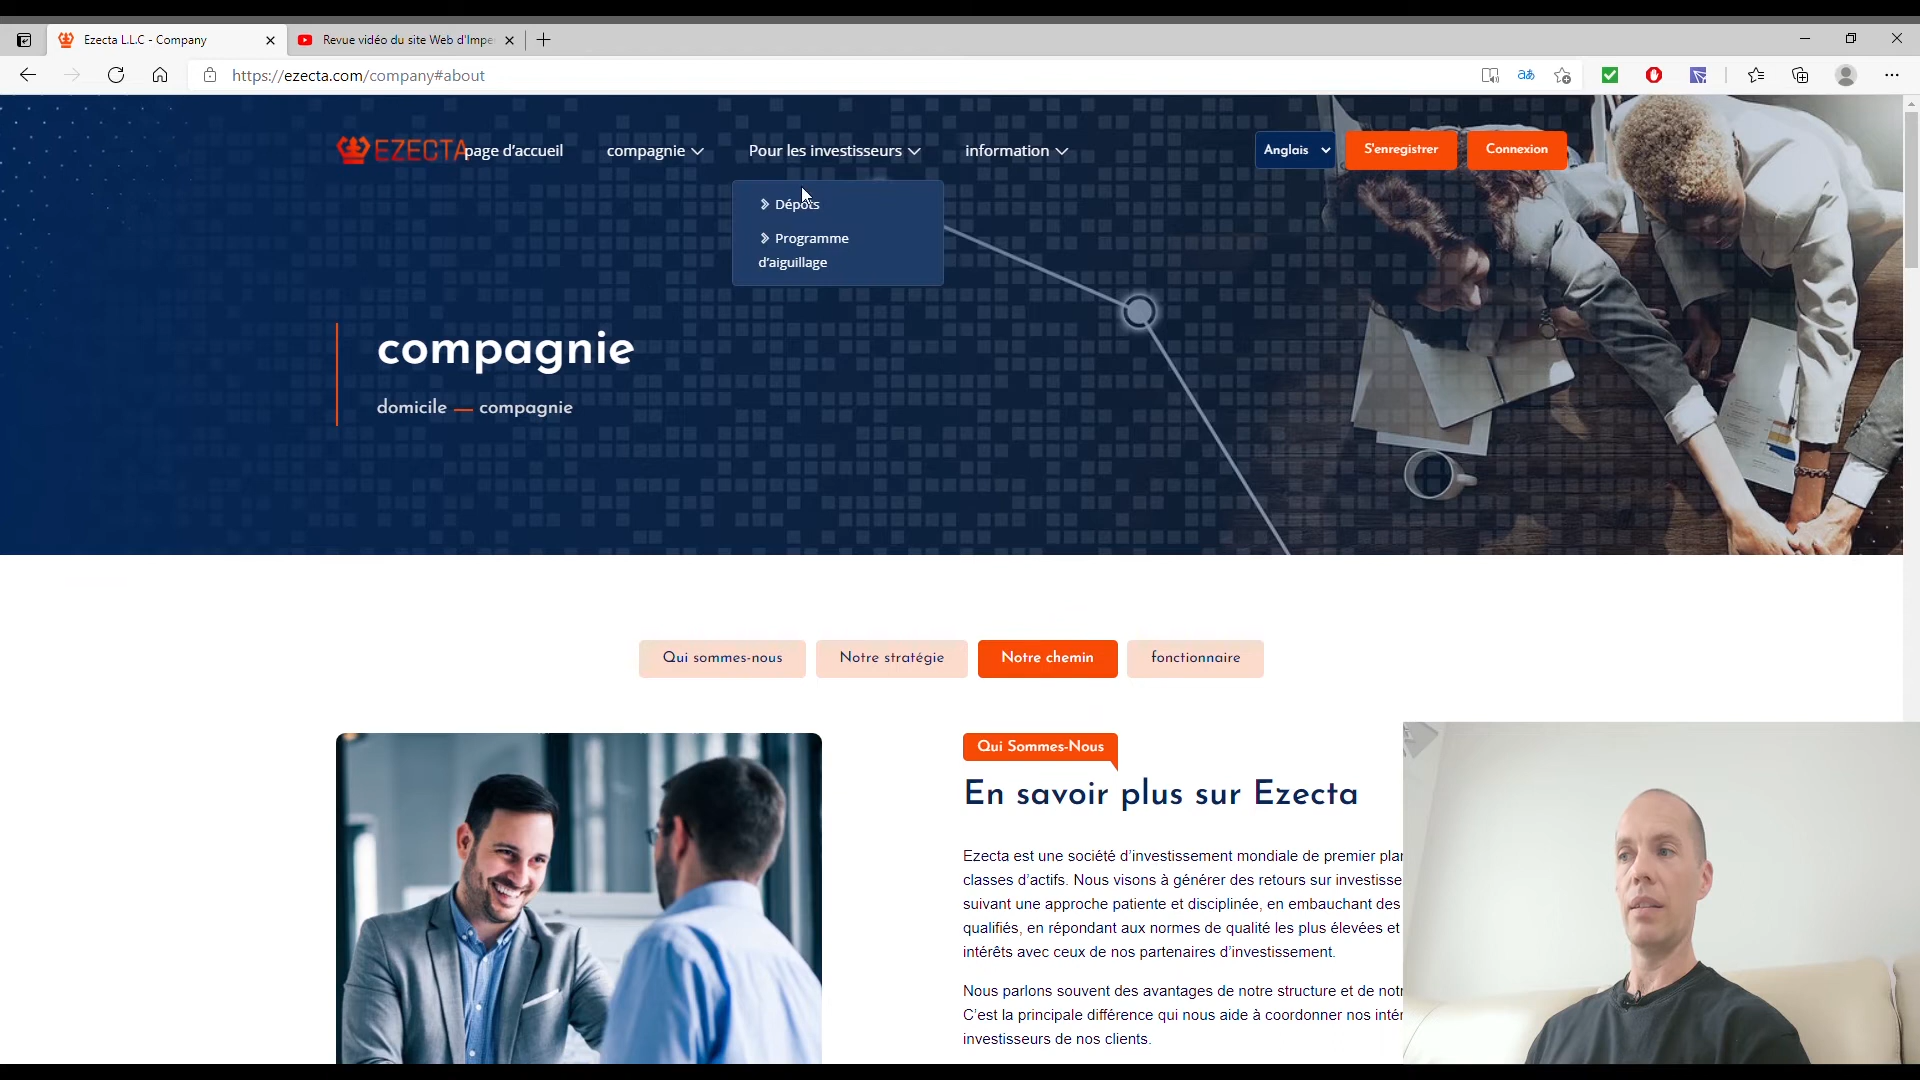 Ezecta L.L.C - Company
Revue vidéo du site Web d'Impe
https://ezecta.com/company#about
EZECTA
page d'accueil
compagnie
Pour les investisseurs
information
Anglais
S'enregistrer
Connexion
Dépôts
Programme
d'aiguillage
compagnie
domicile — compagnie
Qui sommes-nous
Notre stratégie
Notre chemin
fonctionnaire
Qui Sommes-Nous
En savoir plus sur Ezecta
Ezecta est une société d'investissement mondiale de premier plan
classes d'actifs. Nous visons à générer des retours sur investisse
suivant une approche patiente et disciplinée, en embauchant des
qualifiés, en répondant aux normes de qualité les plus élevées et
intérêts avec ceux de nos partenaires d'investissement.
Nous parlons souvent des avantages de notre structure et de notr
C'est la principale différence qui nous aide à coordonner nos intér
investisseurs de nos clients.